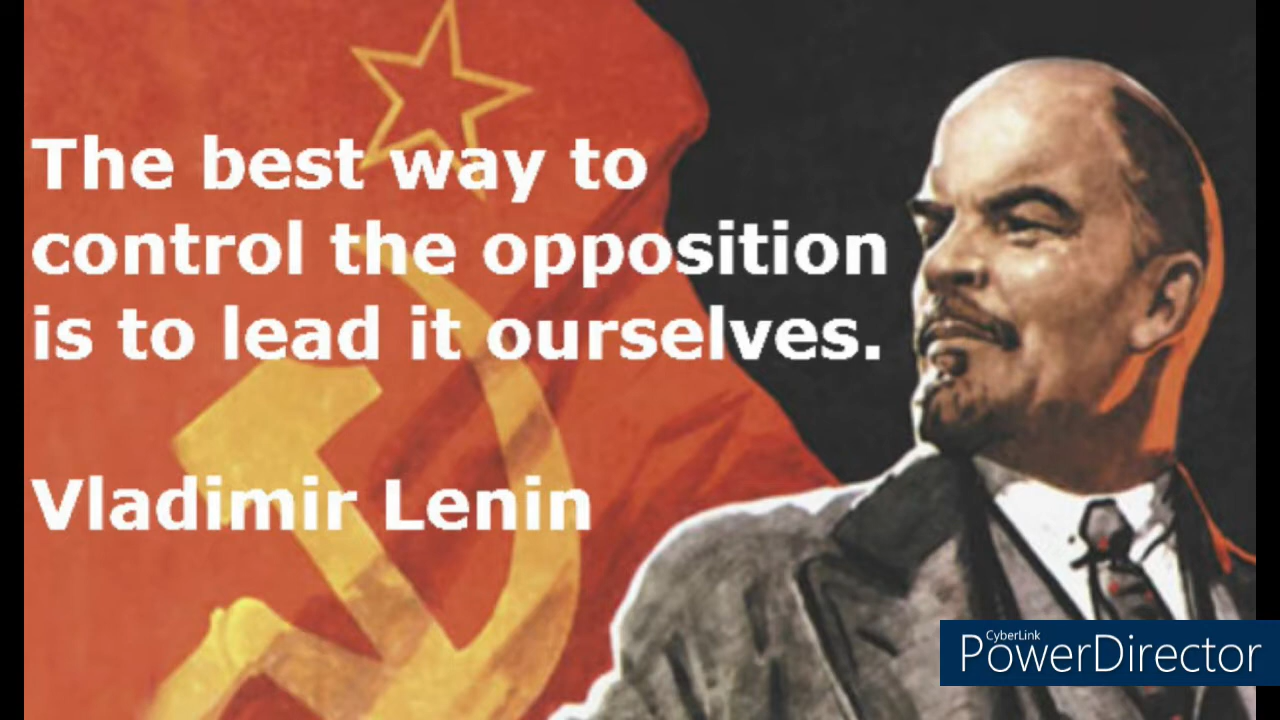 The best way to
control the opposition
is to lead it ourselves.
Vladimir Lenin
CyberLink
PowerDirector